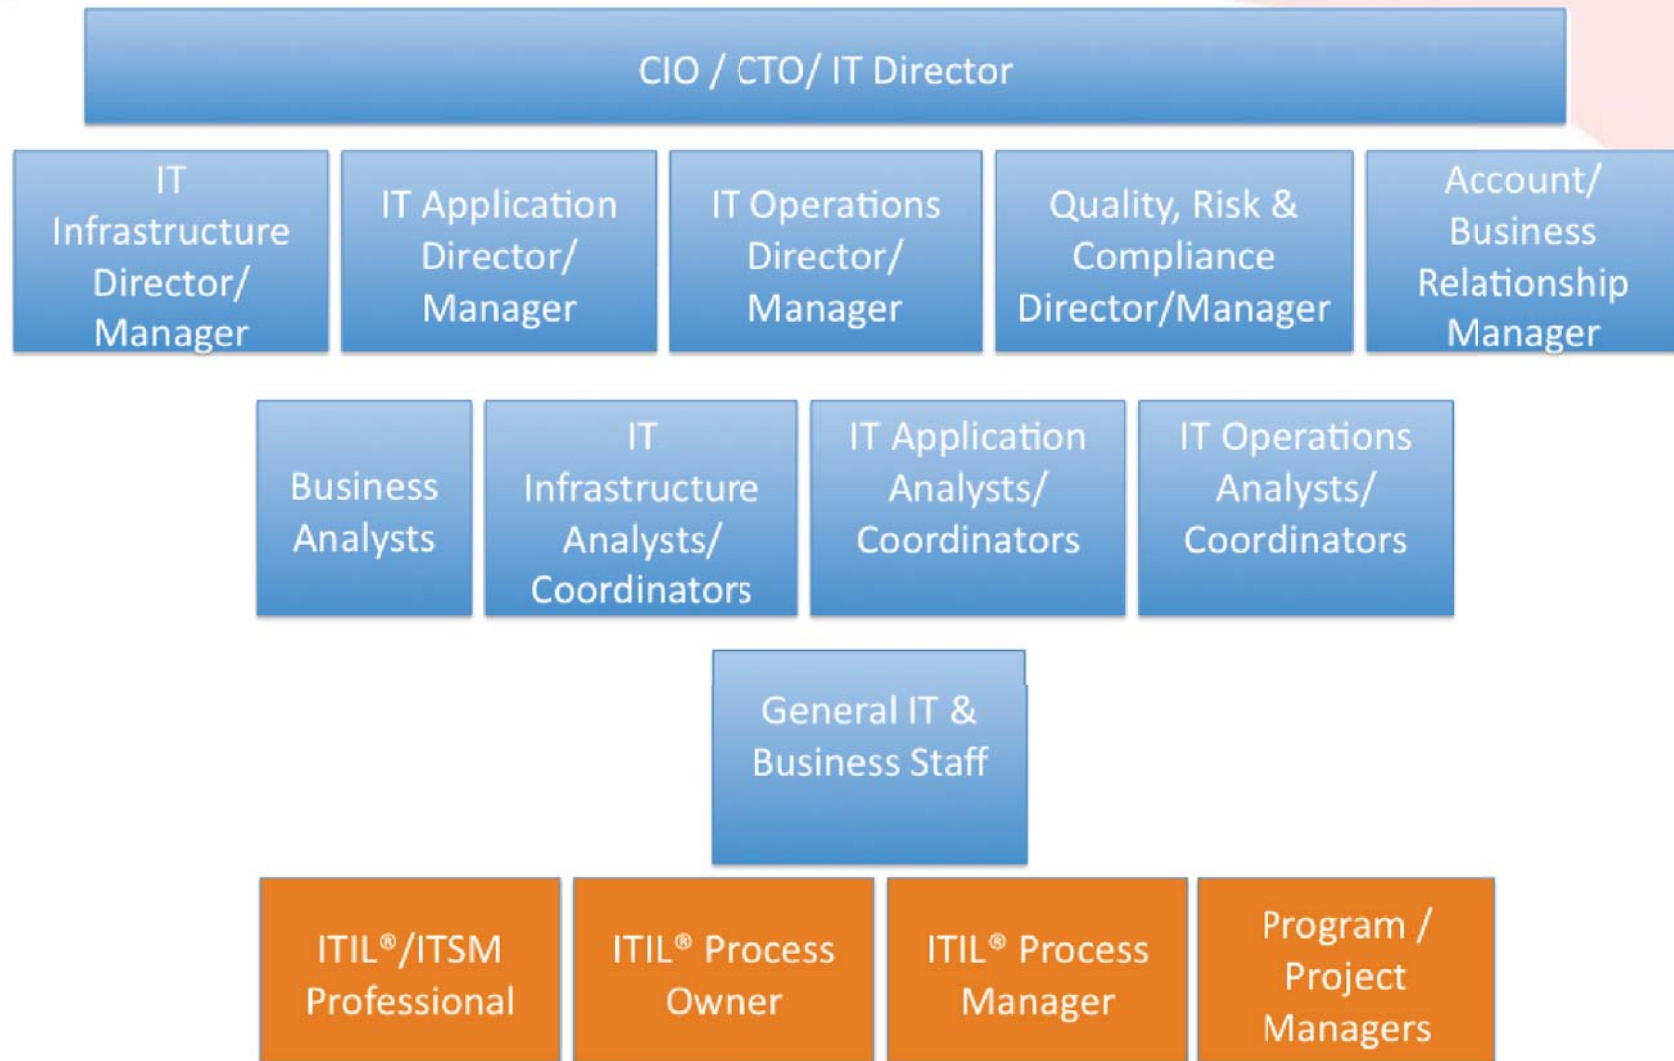 CIO / CTO/ IT Director
IT
Infrastructure
Director/
Manager
IT Application
Director/
Manager
IT Operations
Director/
Manager
Quality, Risk &
Compliance
Director/Manager
Account/
Business
Relationship
Manager
Business
Analysts
IT
Infrastructure
Analysts/
Coordinators
IT Application
Analysts/
Coordinators
IT Operations
Analysts/
Coordinators
General IT &
Business Staff
ITIL®/ITSM
Professional
ITIL® Process
Owner
ITIL® Process
Manager
Program /
Project
Managers